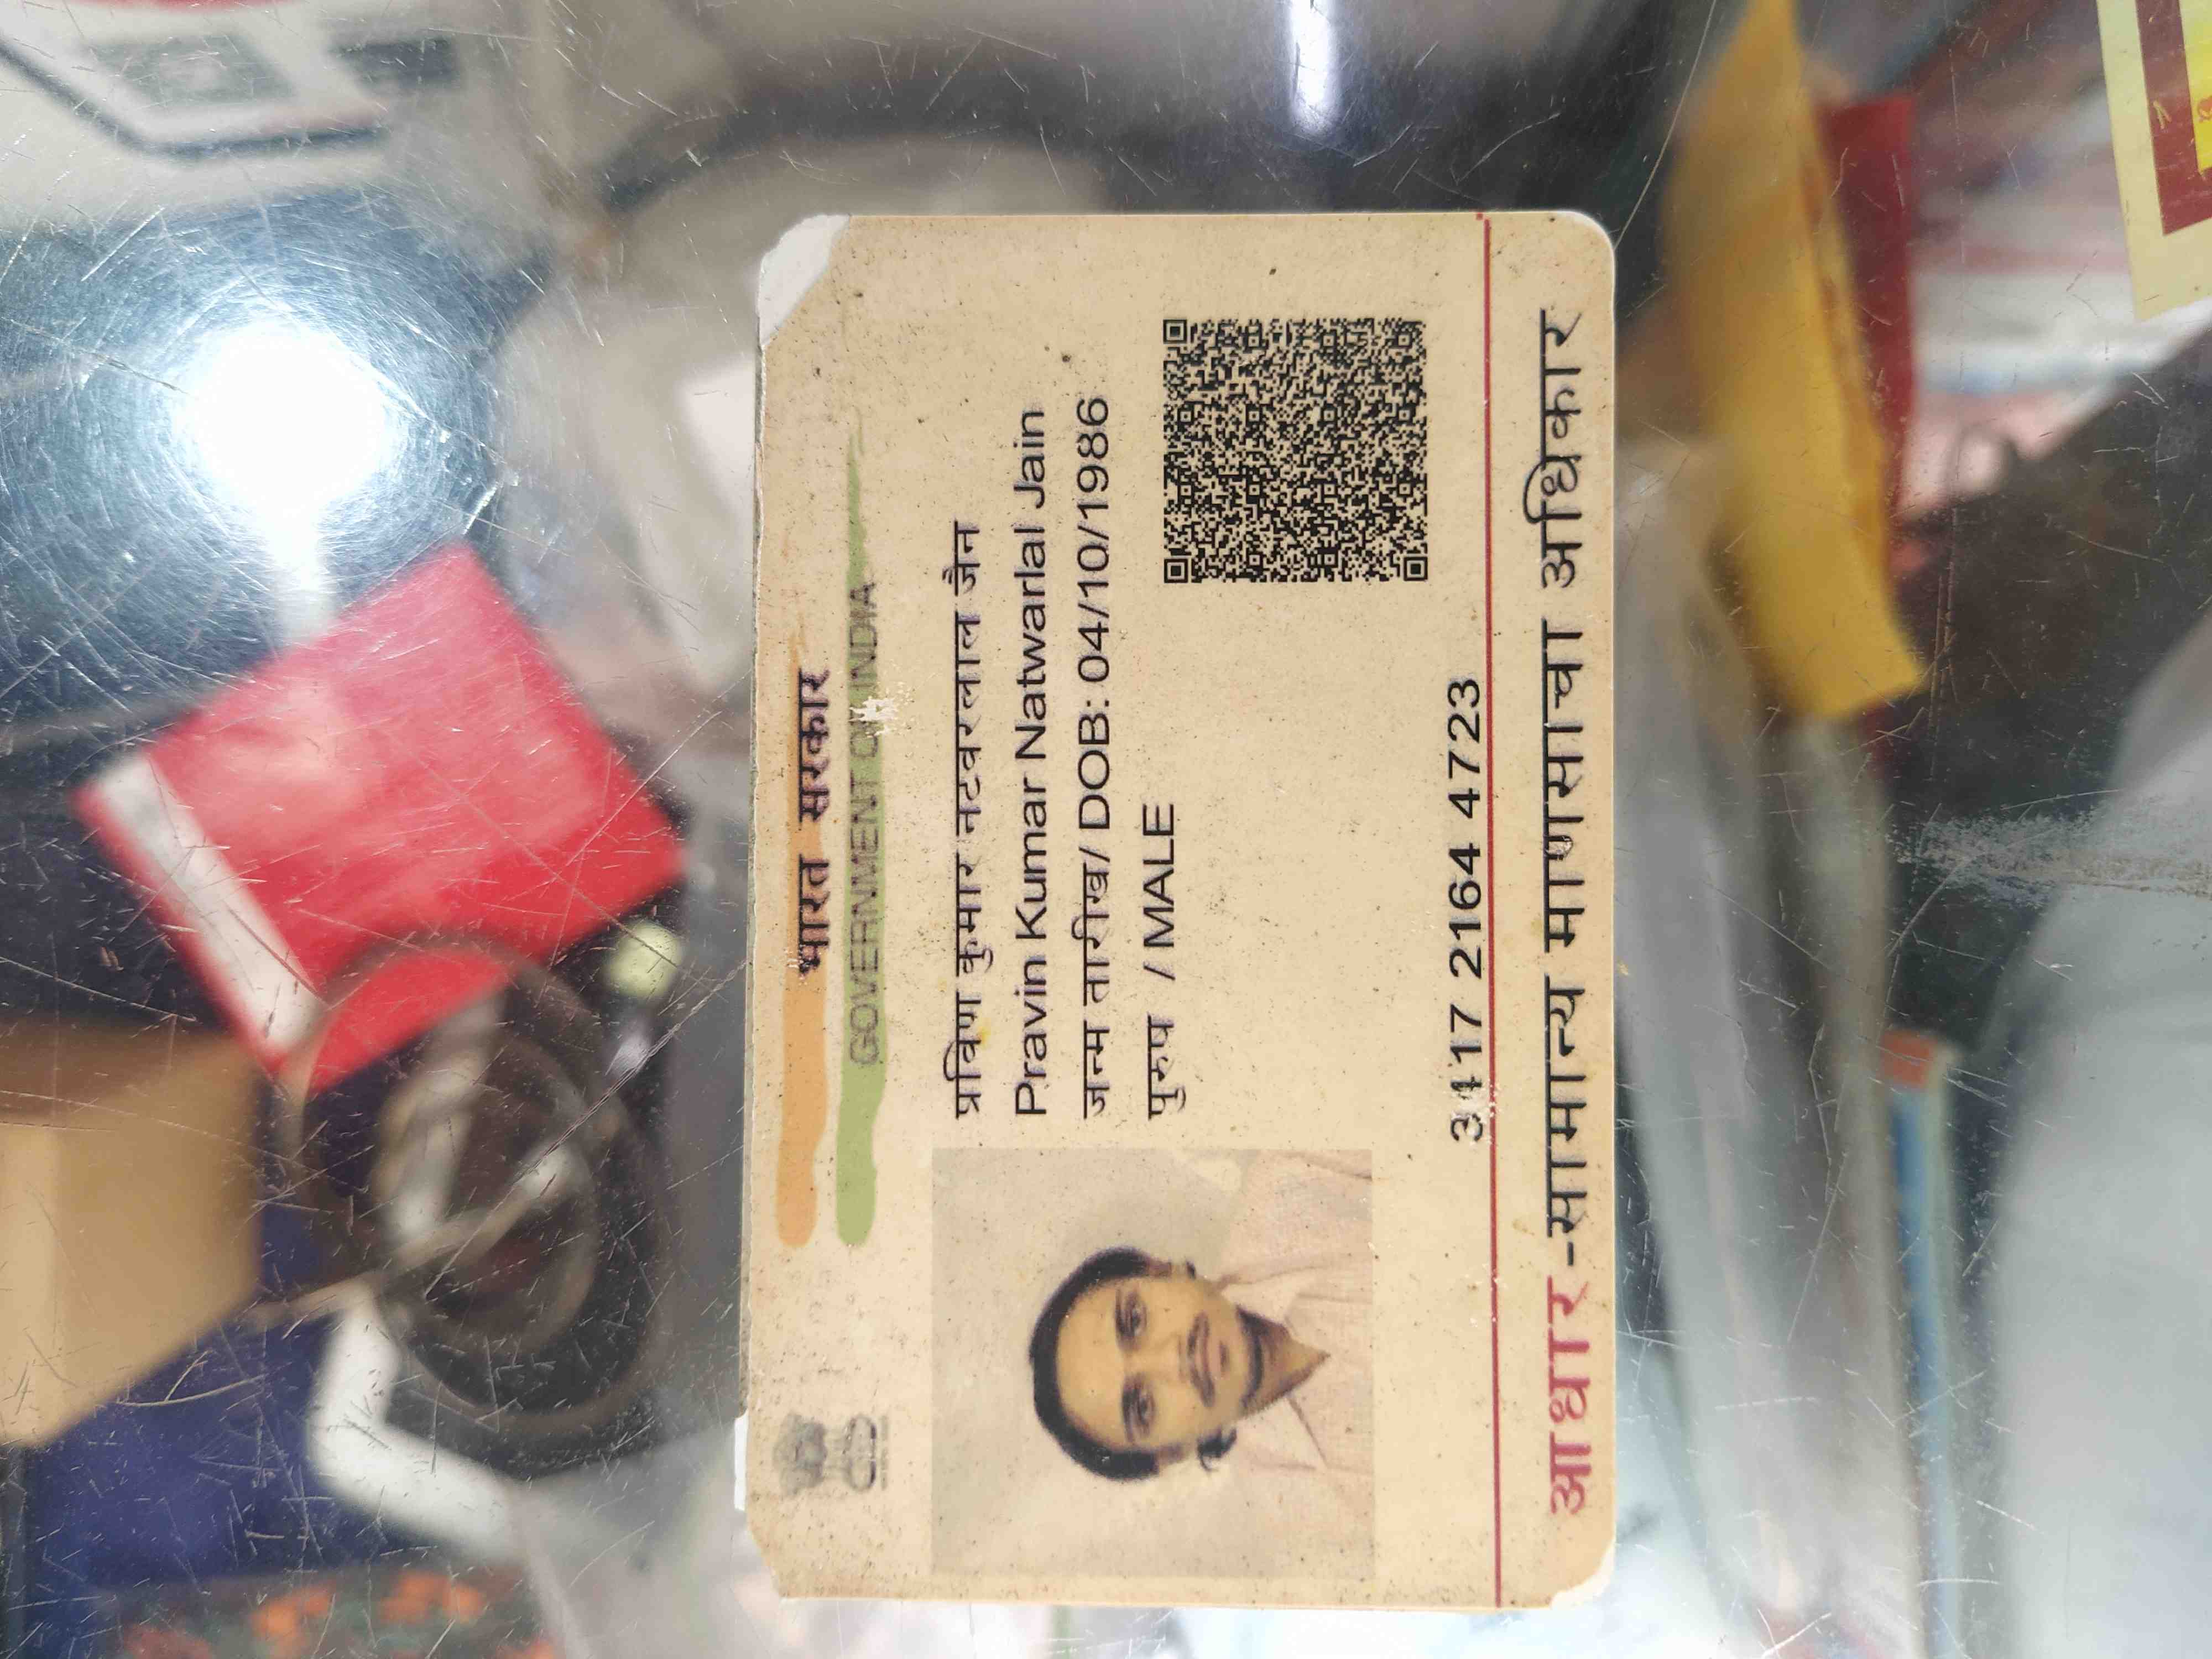 भारत सरकार
GOVERNMENT OF INDIA
प्रविण कुमार नटवरलाल जैन
Pravin Kumar Natwarlal Jain
जन्म तारीख/ DOB: 04/10/1986
पुरुष / MALE
3417 2164 4723
आधार -सामान्य माणसाचा अधिकार